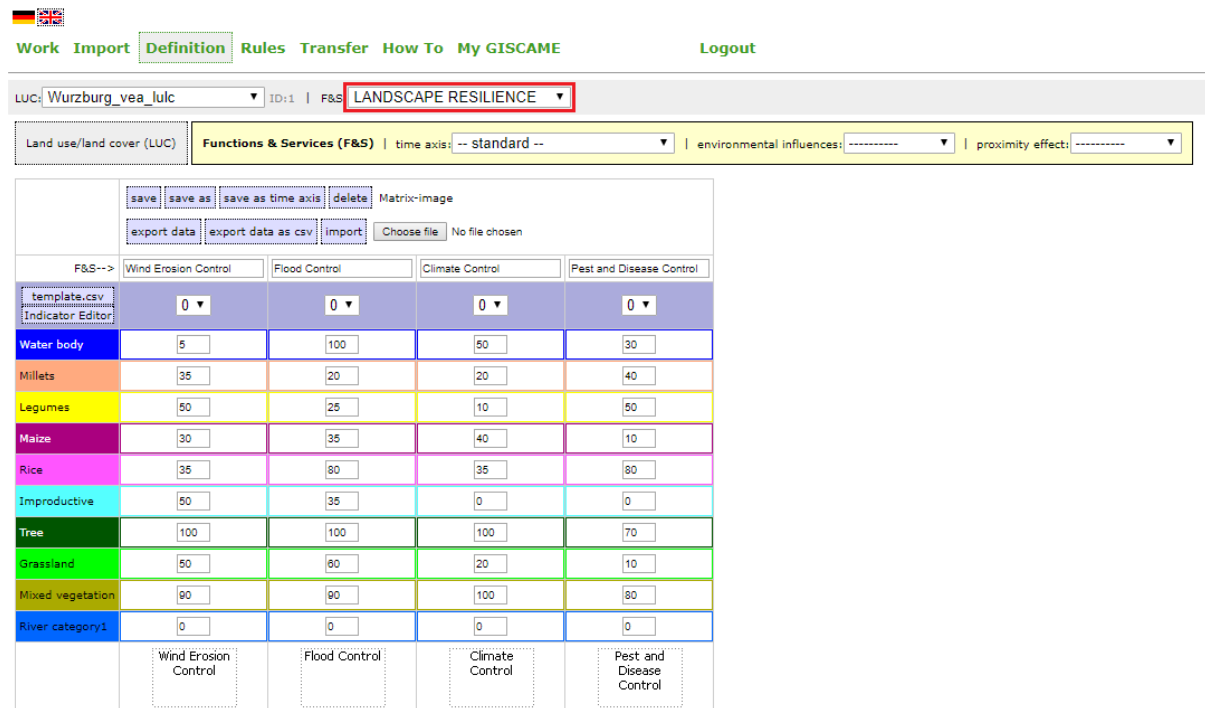 Work Import Definition Rules Transfer How To My GISCAME Logout
LUC: Wurzburg_vea_lulc ▼ ID:1 | F&S LANDSCAPE RESILIENCE ▼
Land use/land cover (LUC) Functions & Services (F&S) | time axis: -- standard -- ▼ | environmental influences: ---------- ▼ | proximity effect: ---------- ▼
save save as save as time axis delete Matrix-image
export data export data as csv import Choose file No file chosen
F&S--> Wind Erosion Control Flood Control Climate Control Pest and Disease Control
template.csv
Indicator Editor 0 ▼ 0 ▼ 0 ▼ 0 ▼
Water body 5 100 50 30
Millets 35 20 20 40
Legumes 50 25 10 50
Maize 30 35 40 10
Rice 35 80 35 80
Improductive 50 35 0 0
Tree 100 100 100 70
Grassland 50 60 20 10
Mixed vegetation 90 90 100 80
River category1 0 0 0 0
Wind Erosion Control Flood Control Climate Control Pest and Disease Control